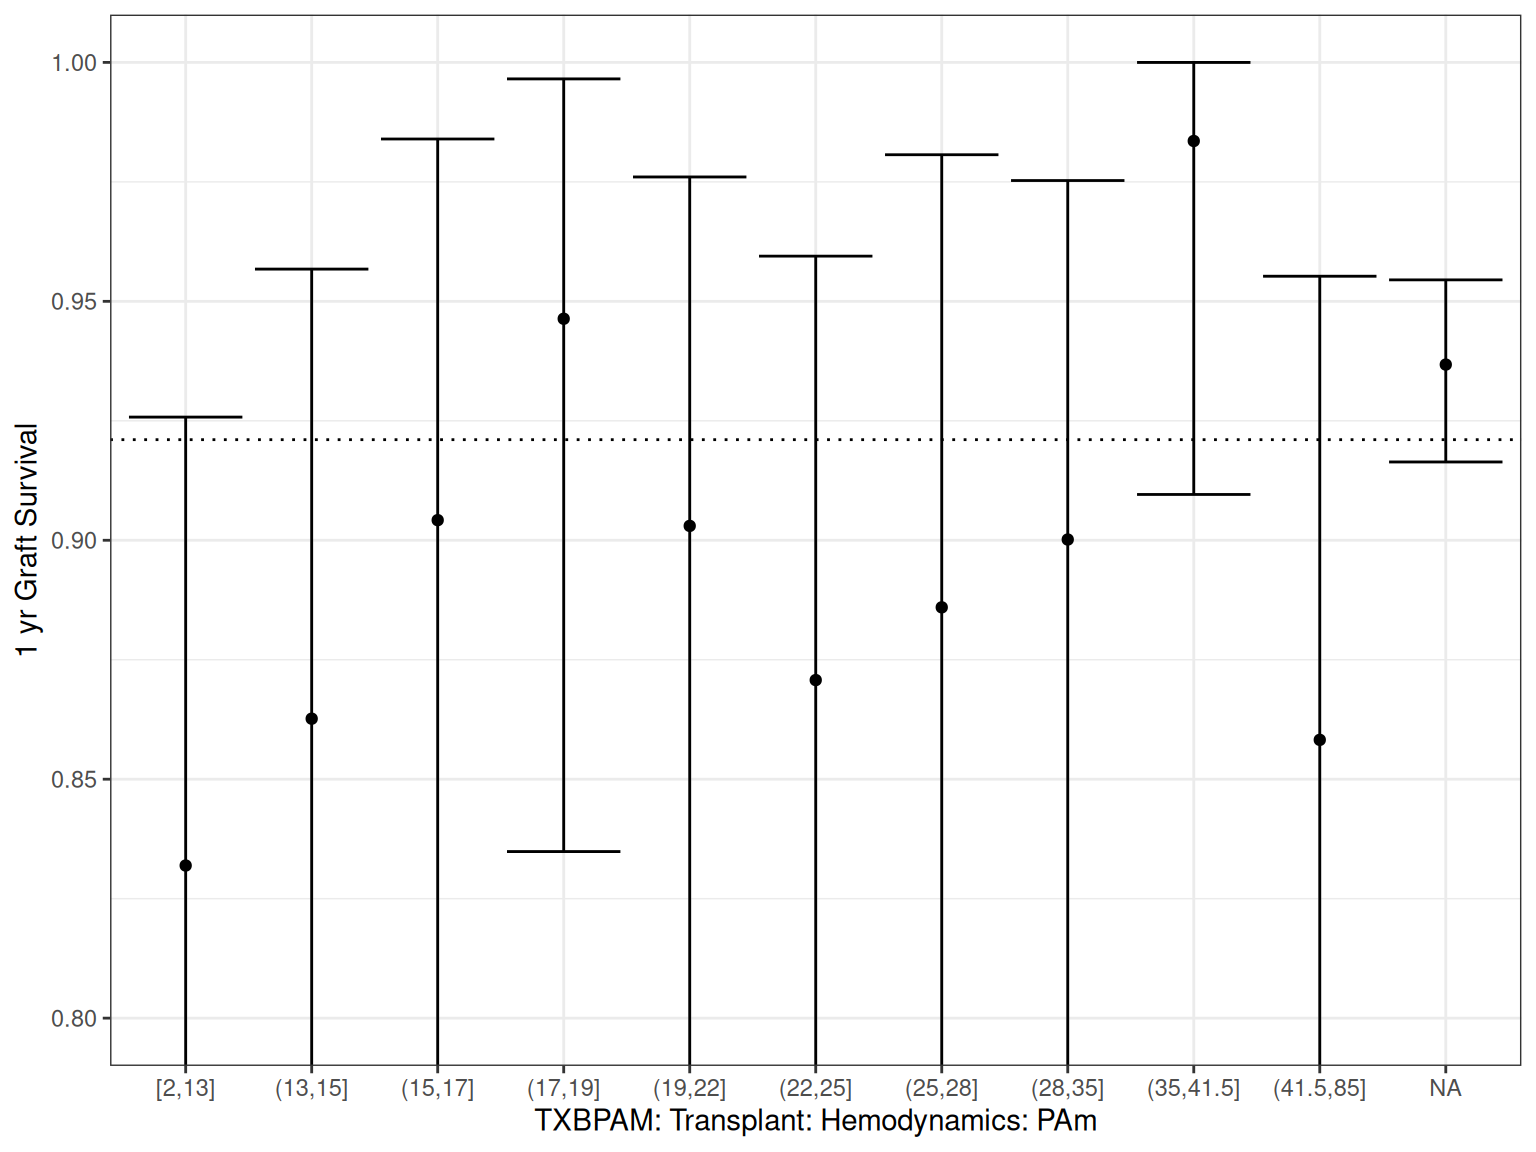 1.00
0.95
0.90
0.85
0.80
1 yr Graft Survival
[2,13] (13,15] (15,17] (17,19] (19,22] (22,25] (25,28] (28,35] (35,41.5] (41.5,85] NA
TXBPAM: Transplant: Hemodynamics: PAm